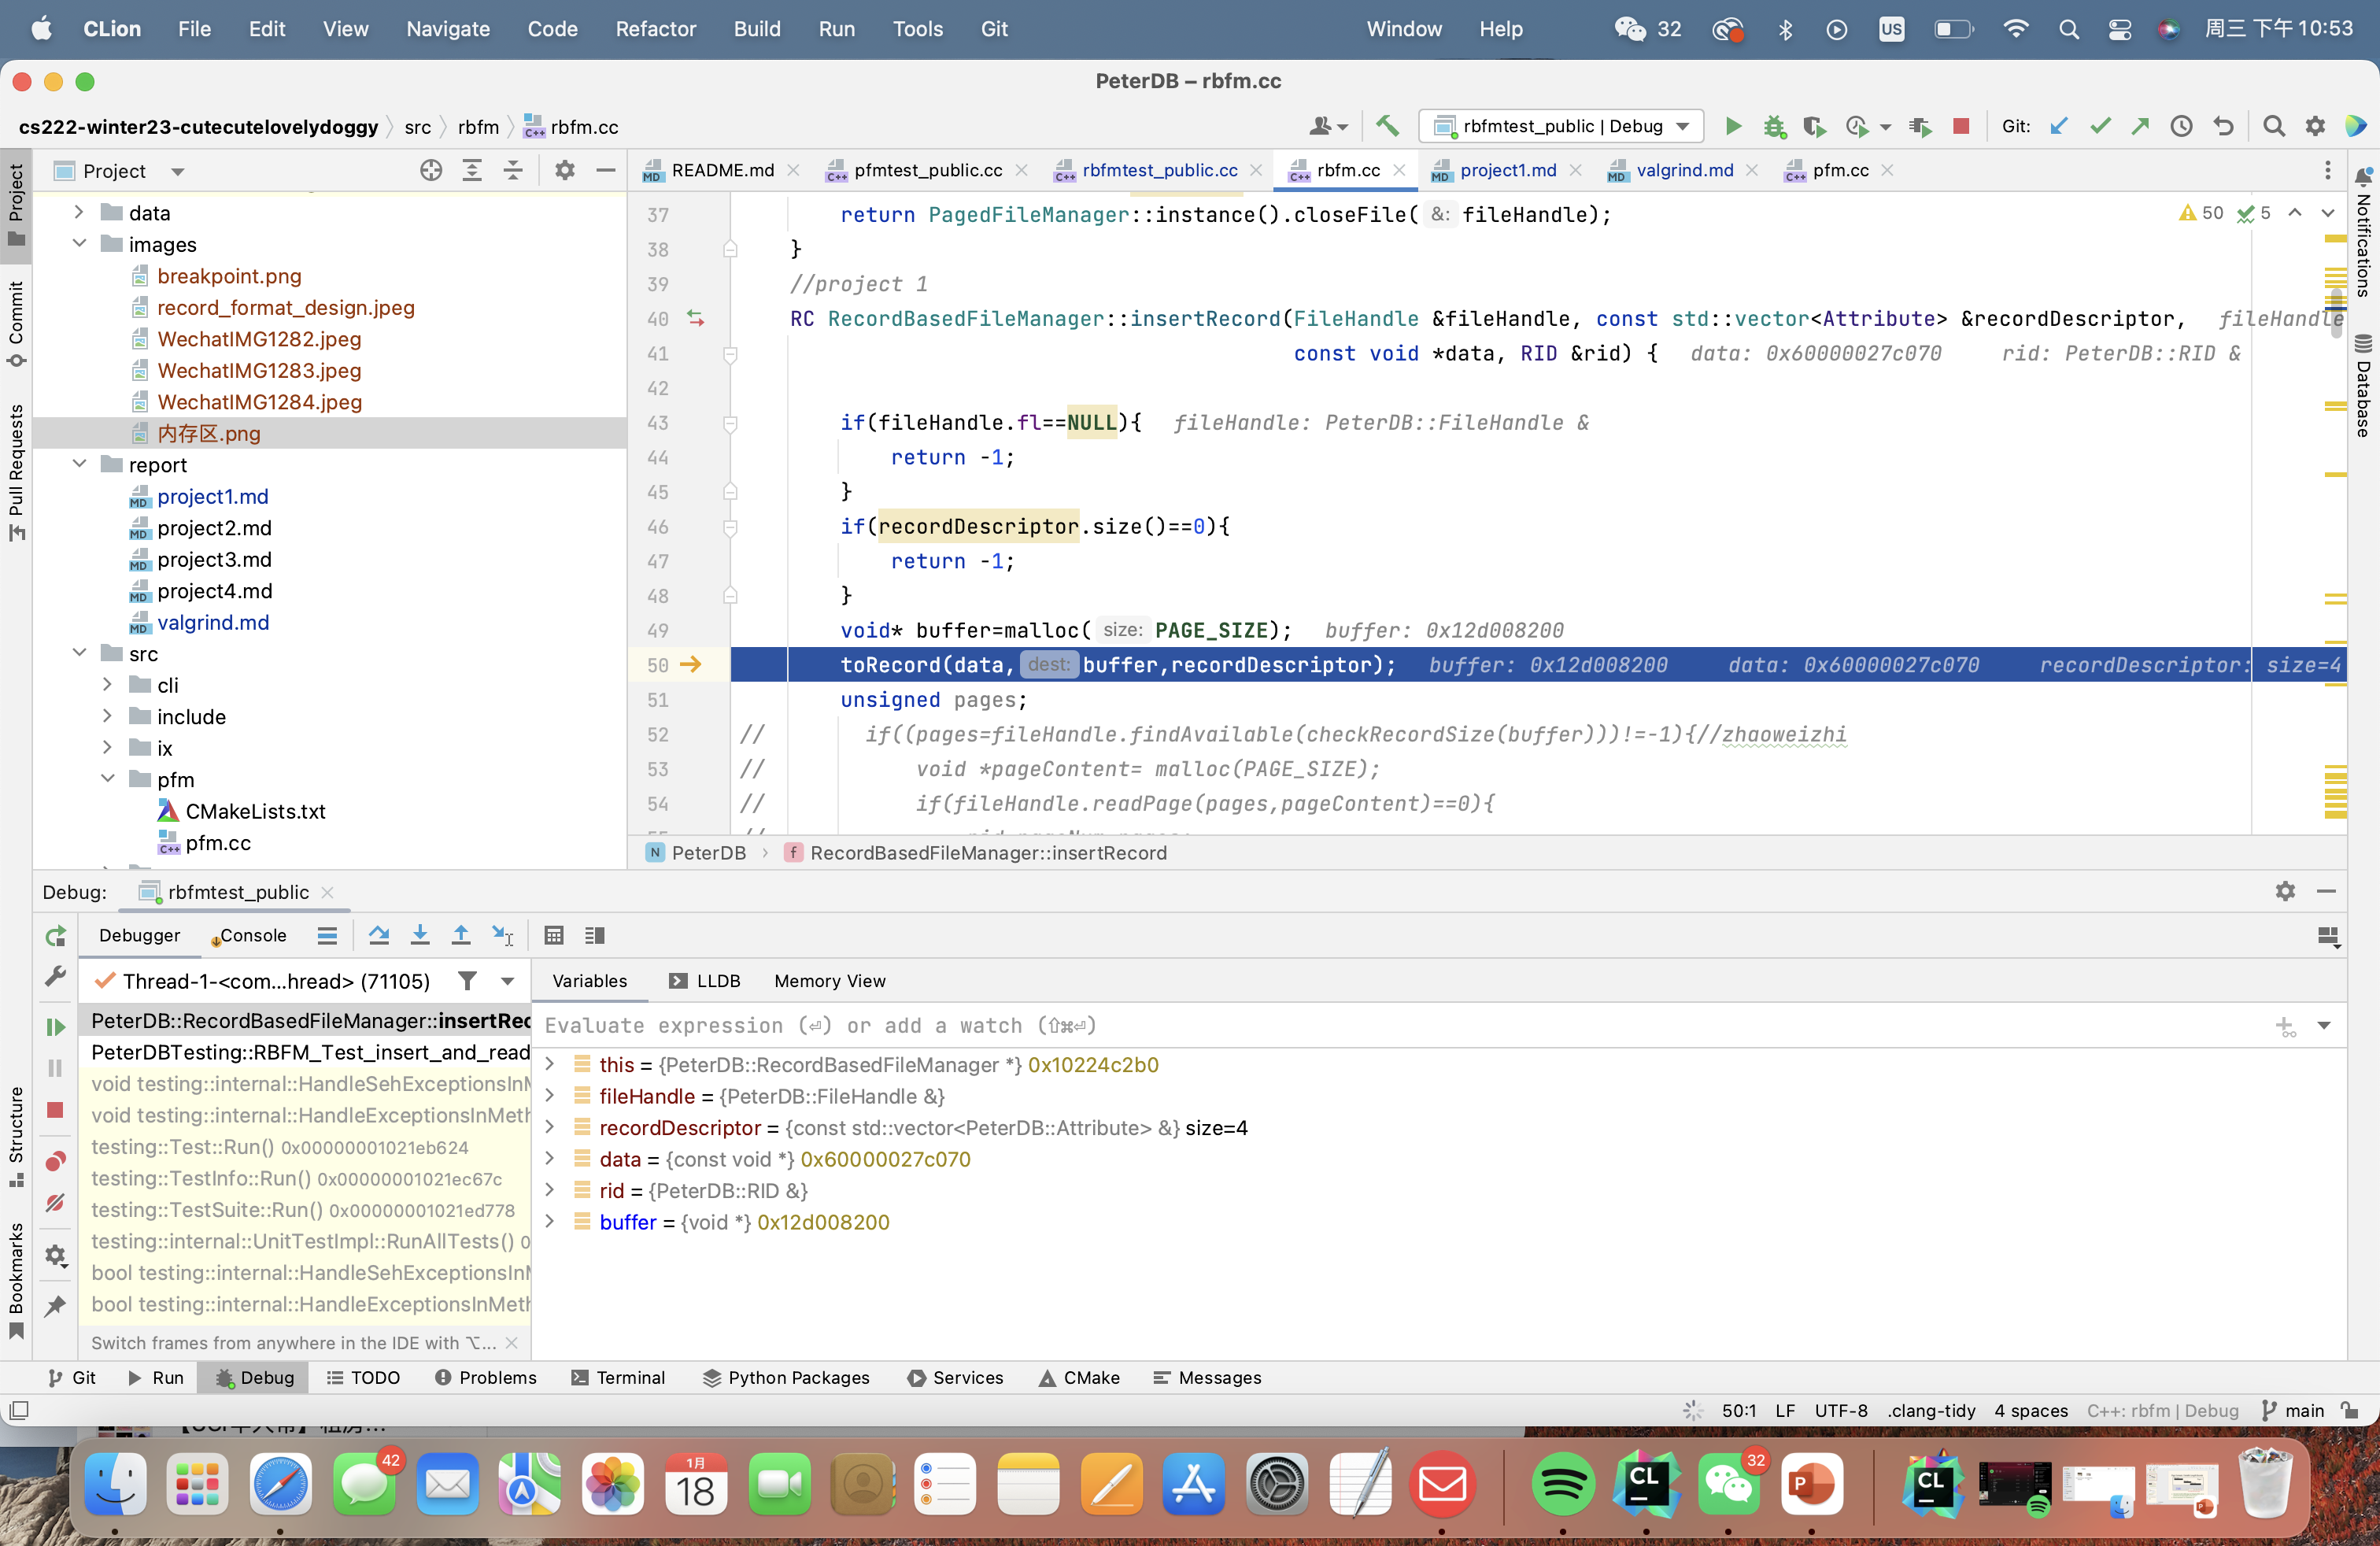 CLion File Edit View Navigate Code Refactor Build Run Tools Git Window Help 32 US 周三 下午10:53
PeterDB – rbfm.cc
cs222-winter23-cutecutelovelydoggy src rbfm rbfm.cc rbfmtest_public | Debug Git:
Project
README.md pfmtest_public.cc rbfmtest_public.cc rbfm.cc project1.md valgrind.md pfm.cc
Project
Commit
Pull Requests
Structure
Bookmarks
Notifications
Database
data
images
breakpoint.png
record_format_design.jpeg
WechatIMG1282.jpeg
WechatIMG1283.jpeg
WechatIMG1284.jpeg
内存区.png
report
project1.md
project2.md
project3.md
project4.md
valgrind.md
src
cli
include
ix
pfm
CMakeLists.txt
pfm.cc
50 5
37 return PagedFileManager::instance().closeFile( &: fileHandle);
38 }
39 //project 1
40 RC RecordBasedFileManager::insertRecord(FileHandle &fileHandle, const std::vector<Attribute> &recordDescriptor, fileHandle
41 const void *data, RID &rid) { data: 0x60000027c070 rid: PeterDB::RID &
42
43 if(fileHandle.fl==NULL){ fileHandle: PeterDB::FileHandle &
44 return -1;
45 }
46 if(recordDescriptor.size()==0){
47 return -1;
48 }
49 void* buffer=malloc( size: PAGE_SIZE); buffer: 0x12d008200
50 toRecord(data, dest: buffer,recordDescriptor); buffer: 0x12d008200 data: 0x60000027c070 recordDescriptor: size=4
51 unsigned pages;
52 // if((pages=fileHandle.findAvailable(checkRecordSize(buffer)))!=-1){//zhaoweizhi
53 // void *pageContent= malloc(PAGE_SIZE);
54 // if(fileHandle.readPage(pages,pageContent)==0){
PeterDB RecordBasedFileManager::insertRecord
Debug: rbfmtest_public
Debugger Console
Thread-1-<com...hread> (71105)
PeterDB::RecordBasedFileManager::insertRec
PeterDBTesting::RBFM_Test_insert_and_read
void testing::internal::HandleSehExceptionsInM
void testing::internal::HandleExceptionsInMeth
testing::Test::Run() 0x00000001021eb624
testing::TestInfo::Run() 0x00000001021ec67c
testing::TestSuite::Run() 0x00000001021ed778
testing::internal::UnitTestImpl::RunAllTests() 0
bool testing::internal::HandleSehExceptionsInM
bool testing::internal::HandleExceptionsInMeth
Switch frames from anywhere in the IDE with ⌥...
Variables LLDB Memory View
Evaluate expression (⏎) or add a watch (⇧⌘⏎)
this = {PeterDB::RecordBasedFileManager *} 0x10224c2b0
fileHandle = {PeterDB::FileHandle &}
recordDescriptor = {const std::vector<PeterDB::Attribute> &} size=4
data = {const void *} 0x60000027c070
rid = {PeterDB::RID &}
buffer = {void *} 0x12d008200
Git Run Debug TODO Problems Terminal Python Packages Services CMake Messages
50:1 LF UTF-8 .clang-tidy 4 spaces C++: rbfm | Debug main
42 1月 18 CL 32 P CL